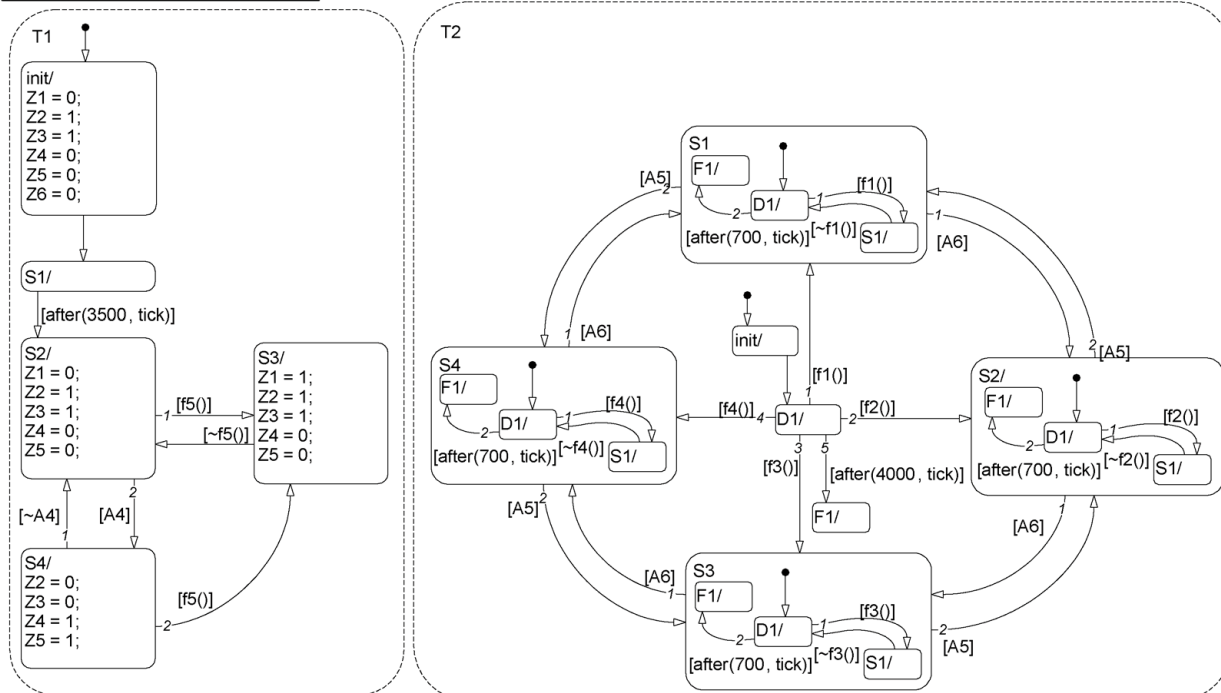 T1
init/
Z1 = 0;
Z2 = 1;
Z3 = 1;
Z4 = 0;
Z5 = 0;
Z6 = 0;
S1/
[after(3500, tick)]
S2/
Z1 = 0;
Z2 = 1;
Z3 = 1;
Z4 = 0;
Z5 = 0;
1
[f5()]
[~f5()]
S3/
Z1 = 1;
Z2 = 1;
Z3 = 1;
Z4 = 0;
Z5 = 0;
2
[~A4]
[A4]
1
S4/
Z2 = 0;
Z3 = 0;
Z4 = 1;
Z5 = 1;
[f5()]
2
T2
S1
F1/
D1/
1
[f1()]
2
[after(700, tick)]
[~f1()]
S1/
[A5]
2
1
[A6]
init/
[f1()]
1
D1/
[f4()]
4
2
[f2()]
3
5
[f3()]
[after(4000, tick)]
F1/
1
[A6]
S4
F1/
D1/
1
[f4()]
2
[after(700, tick)]
[~f4()]
S1/
2
[A5]
2
[A5]
S2/
F1/
D1/
1
[f2()]
2
[after(700, tick)]
[~f2()]
S1/
1
[A6]
S3
F1/
D1/
1
[f3()]
2
[after(700, tick)]
[~f3()]
S1/
[A6]
1
2
[A5]